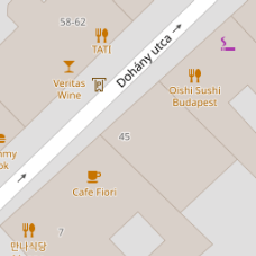 58-62
TATI
Dohány utca
Veritas
Wine
Oishi Sushi
Budapest
45
Cafe Fiori
7
만나식당